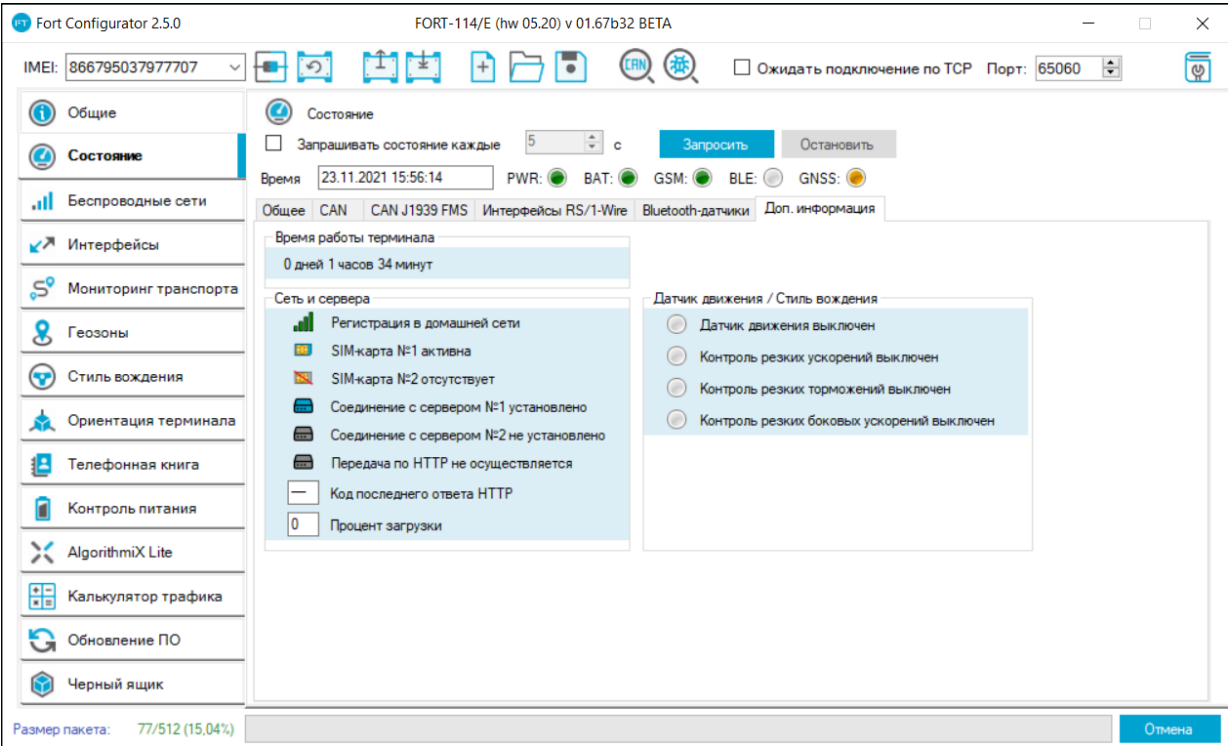 FT Fort Configurator 2.5.0 FORT-114/E (hw 05.20) v 01.67b32 BETA
IMEI: 866795037977707 CAN Ожидать подключение по TCP Порт: 65060
Общие
Состояние
Беспроводные сети
Интерфейсы
Мониторинг транспорта
Геозоны
Стиль вождения
Ориентация терминала
Телефонная книга
Контроль питания
AlgorithmiX Lite
Калькулятор трафика
Обновление ПО
Черный ящик
Состояние
Запрашивать состояние каждые 5 с Запросить Остановить
Время 23.11.2021 15:56:14 PWR: BAT: GSM: BLE: GNSS:
Общее CAN CAN J1939 FMS Интерфейсы RS/1-Wire Bluetooth-датчики Доп. информация
Время работы терминала
0 дней 1 часов 34 минут
Сеть и сервера
Регистрация в домашней сети
SIM-карта №1 активна
SIM-карта №2 отсутствует
Соединение с сервером №1 установлено
Соединение с сервером №2 не установлено
Передача по HTTP не осуществляется
— Код последнего ответа HTTP
0 Процент загрузки
Датчик движения / Стиль вождения
Датчик движения выключен
Контроль резких ускорений выключен
Контроль резких торможений выключен
Контроль резких боковых ускорений выключен
Размер пакета: 77/512 (15,04%) Отмена